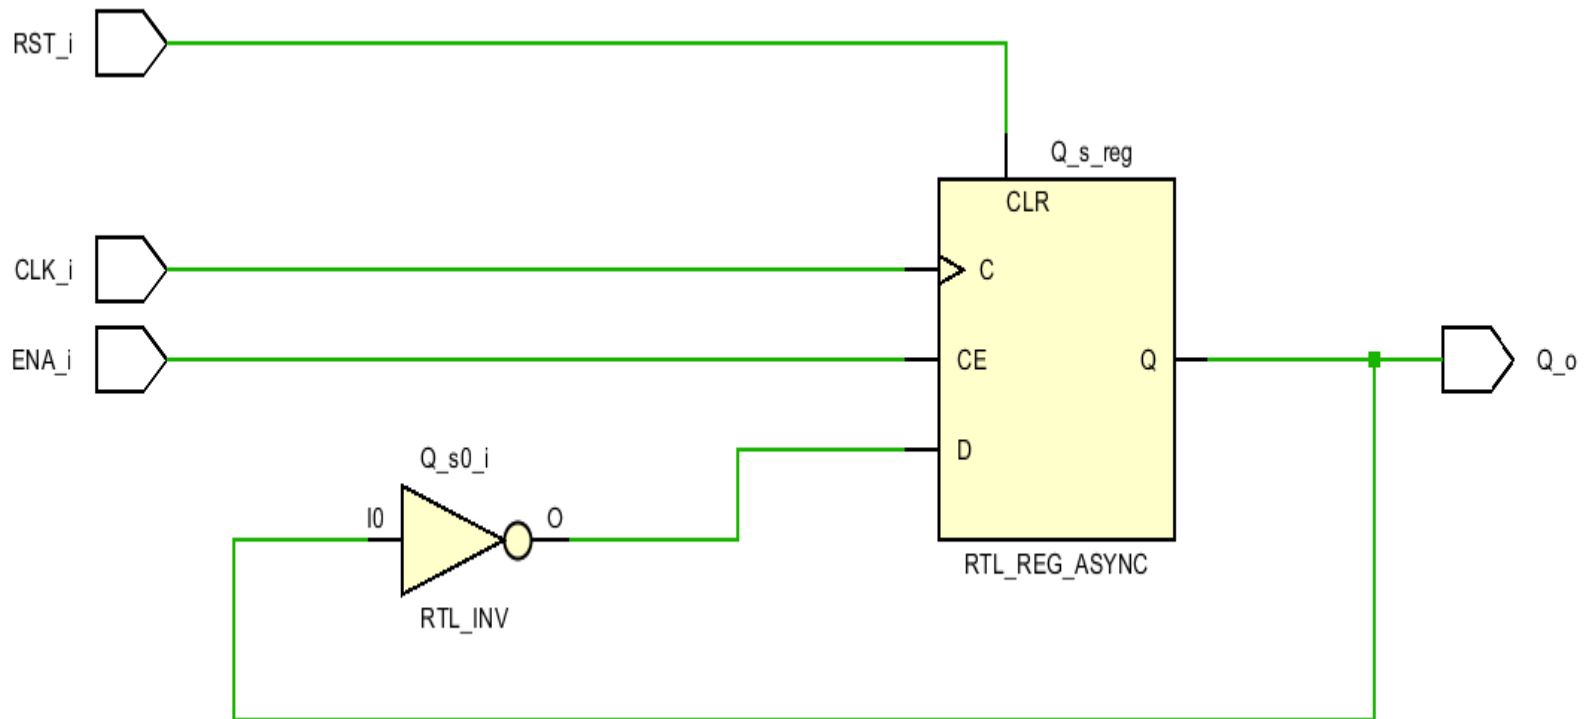 RST_i
Q_s_reg
CLR
CLK_i
C
ENA_i
CE
Q
Q_o
Q_s0_i
D
I0
O
RTL_REG_ASYNC
RTL_INV